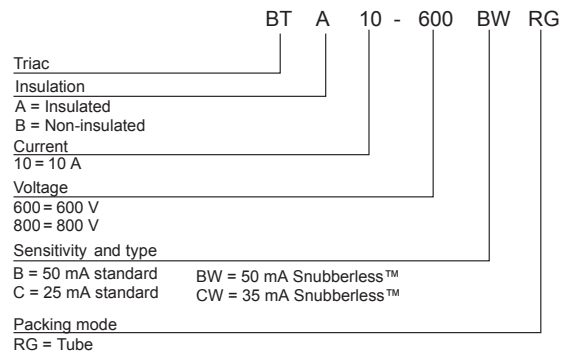 BT A 10 - 600 BW RG
Triac
Insulation
A = Insulated
B = Non-insulated
Current
10 = 10 A
Voltage
600 = 600 V
800 = 800 V
Sensitivity and type
B = 50 mA standard BW = 50 mA Snubberless™
C = 25 mA standard CW = 35 mA Snubberless™
Packing mode
RG = Tube